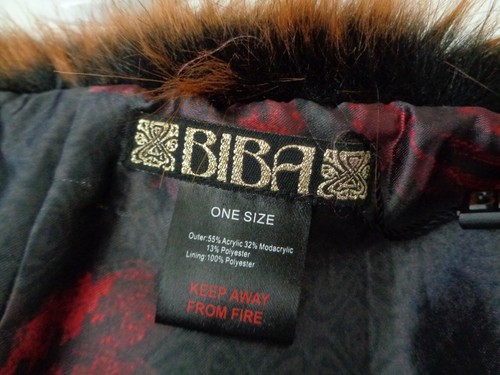 BIBA
ONE SIZE
Outer:55% Acrylic 32% Modacrylic
13% Polyester
Lining:100% Polyester
KEEP AWAY
FROM FIRE